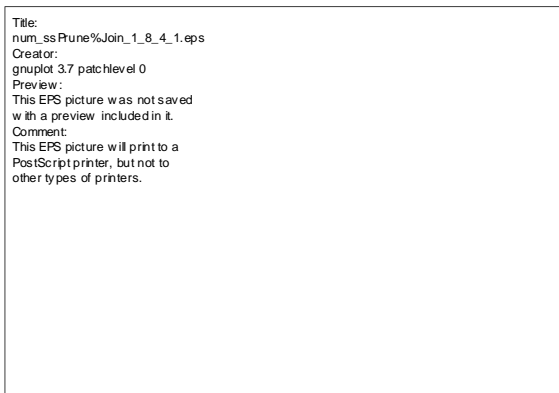 Title:
num_ssPrune%Join_1_8_4_1.eps
Creator:
gnuplot 3.7 patchlevel 0
Preview:
This EPS picture was not saved
with a preview included in it.
Comment:
This EPS picture will print to a
PostScript printer, but not to
other types of printers.